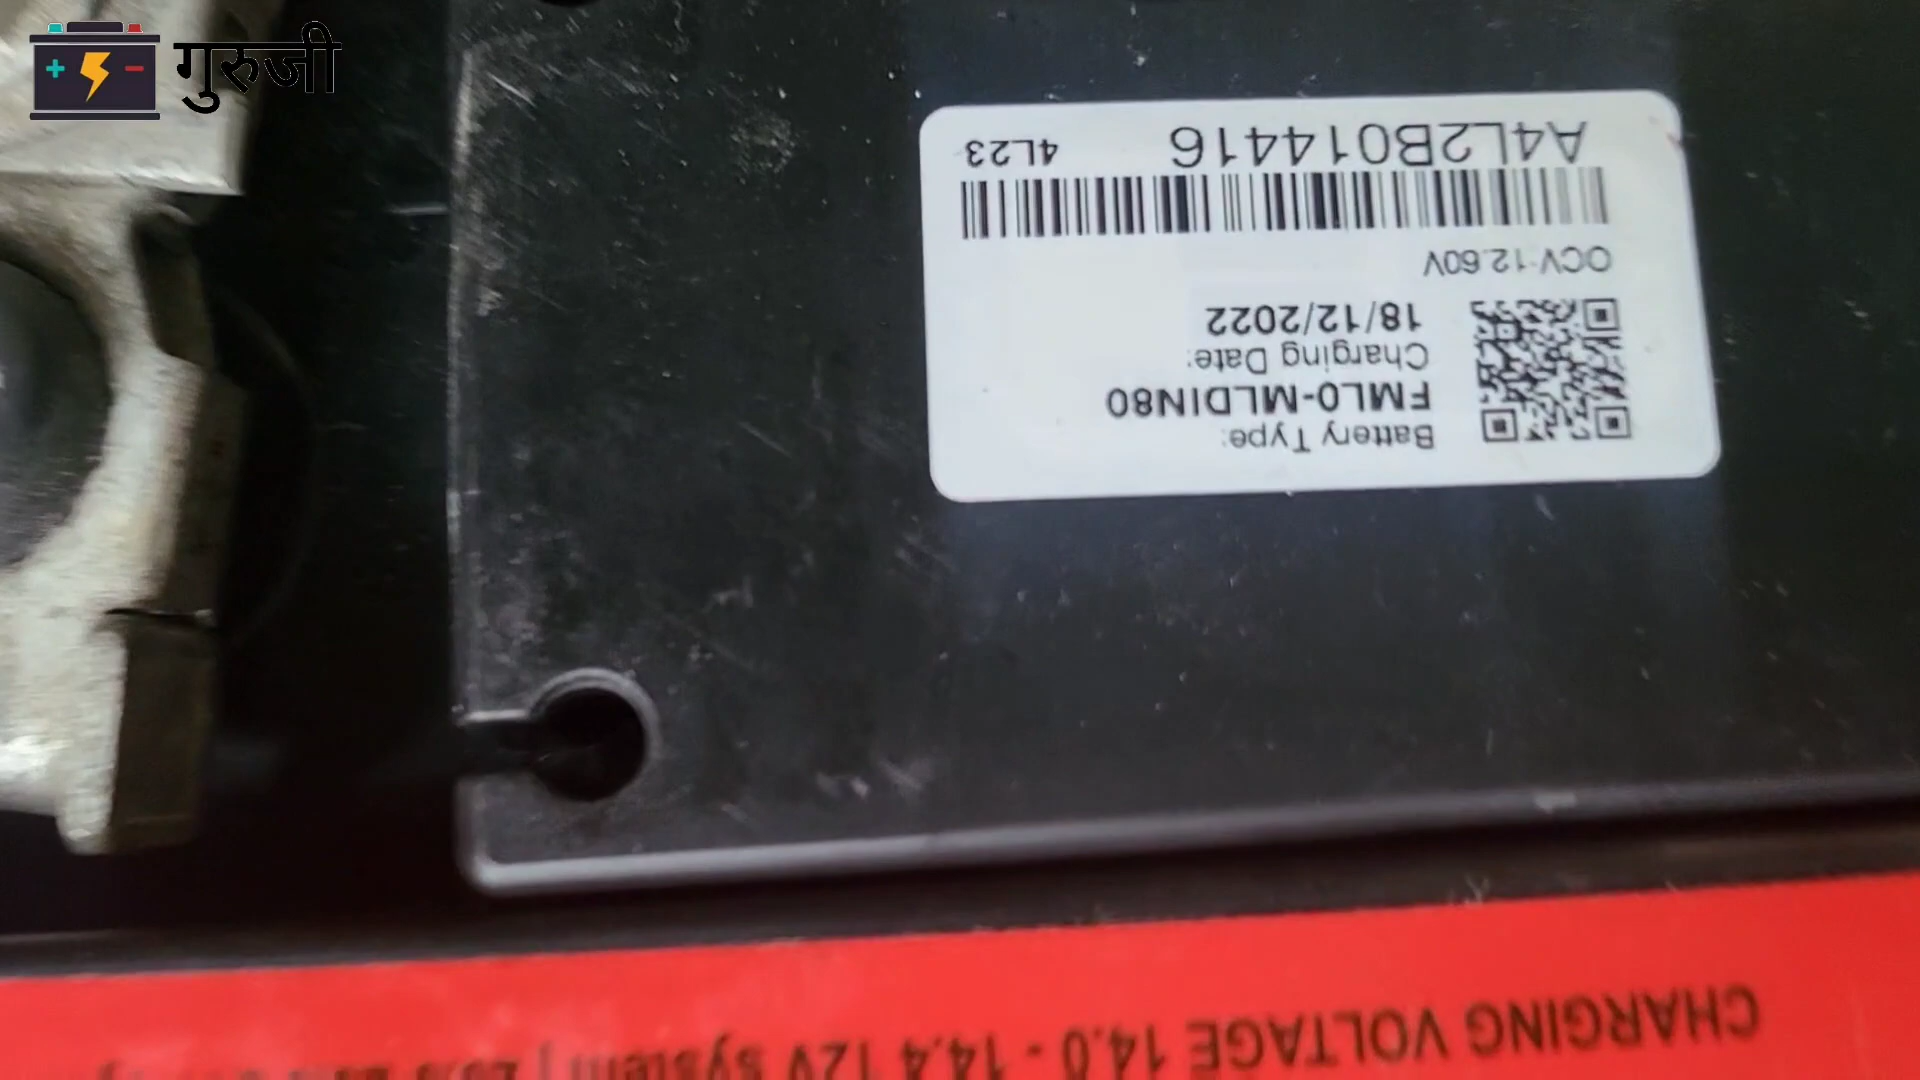 गुरुजी
Battery Type:
FML0-MLDIN80
Charging Date:
18/12/2022
OCV-12.60V
A4L2B014416 4L23
CHARGING VOLTAGE 14.0 - 14.4 12V system |